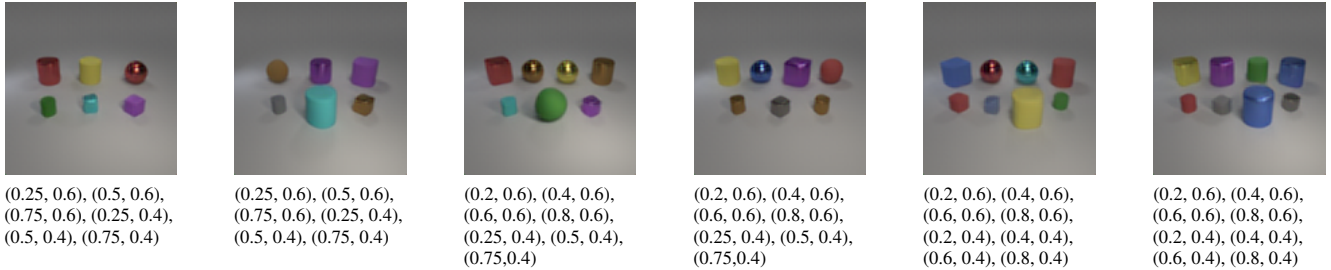 (0.25, 0.6), (0.5, 0.6),
(0.75, 0.6), (0.25, 0.4),
(0.5, 0.4), (0.75, 0.4)
(0.25, 0.6), (0.5, 0.6),
(0.75, 0.6), (0.25, 0.4),
(0.5, 0.4), (0.75, 0.4)
(0.2, 0.6), (0.4, 0.6),
(0.6, 0.6), (0.8, 0.6),
(0.25, 0.4), (0.5, 0.4),
(0.75,0.4)
(0.2, 0.6), (0.4, 0.6),
(0.6, 0.6), (0.8, 0.6),
(0.25, 0.4), (0.5, 0.4),
(0.75,0.4)
(0.2, 0.6), (0.4, 0.6),
(0.6, 0.6), (0.8, 0.6),
(0.2, 0.4), (0.4, 0.4),
(0.6, 0.4), (0.8, 0.4)
(0.2, 0.6), (0.4, 0.6),
(0.6, 0.6), (0.8, 0.6),
(0.2, 0.4), (0.4, 0.4),
(0.6, 0.4), (0.8, 0.4)